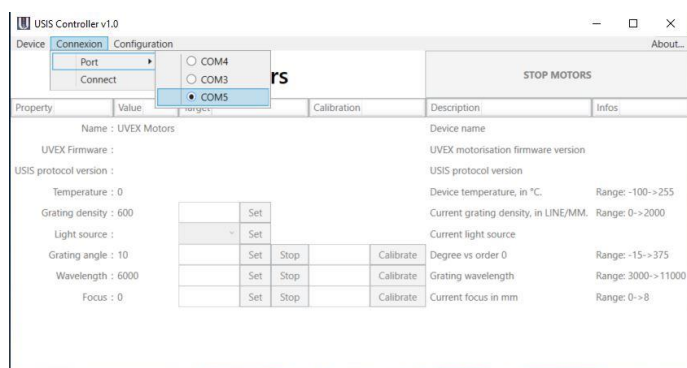 USIS Controller v1.0
Device Connexion Configuration About...
Port
Connect
COM4
COM3
COM5
rs
STOP MOTORS
Property Value Target Calibration Description Infos
Name : UVEX Motors Device name
UVEX Firmware : UVEX motorisation firmware version
USIS protocol version : USIS protocol version
Temperature : 0 Device temperature, in °C. Range: -100->255
Grating density : 600 Set Current grating density, in LINE/MM. Range: 0->2000
Light source : Set Current light source
Grating angle : 10 Set Stop Calibrate Degree vs order 0 Range: -15->375
Wavelength : 6000 Set Stop Calibrate Grating wavelength Range: 3000->11000
Focus : 0 Set Stop Calibrate Current focus in mm Range: 0->8